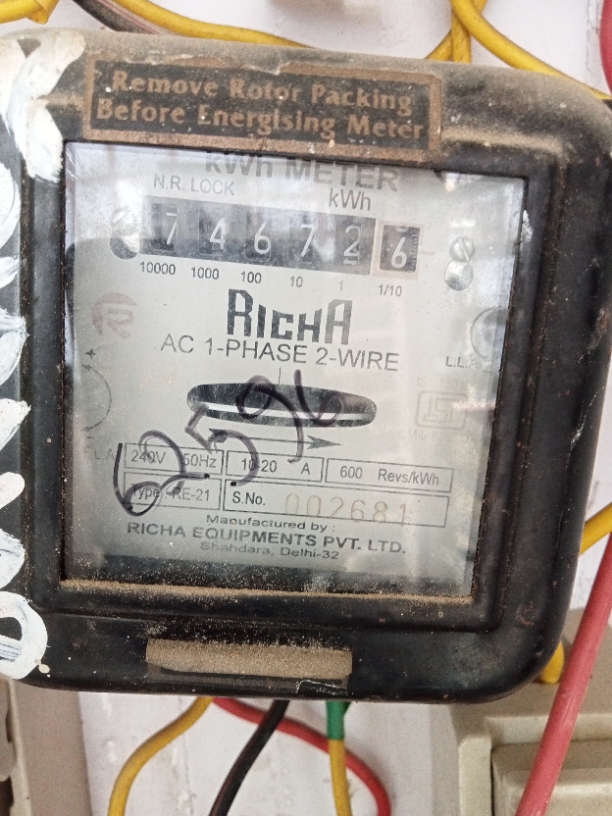 Remove Rotor Packing
Before Energising Meter
kWh METER
N.R. LOCK
kWh
7 4 6 7 2 6
10000 1000 100 10 1 1/10
RICHA
AC 1-PHASE 2-WIRE
62596
240V 50Hz 10-20 A 600 Revs/kWh
Type RE-21 S.No. 002681
Manufactured by :
RICHA EQUIPMENTS PVT. LTD.
Shahdara, Delhi-32